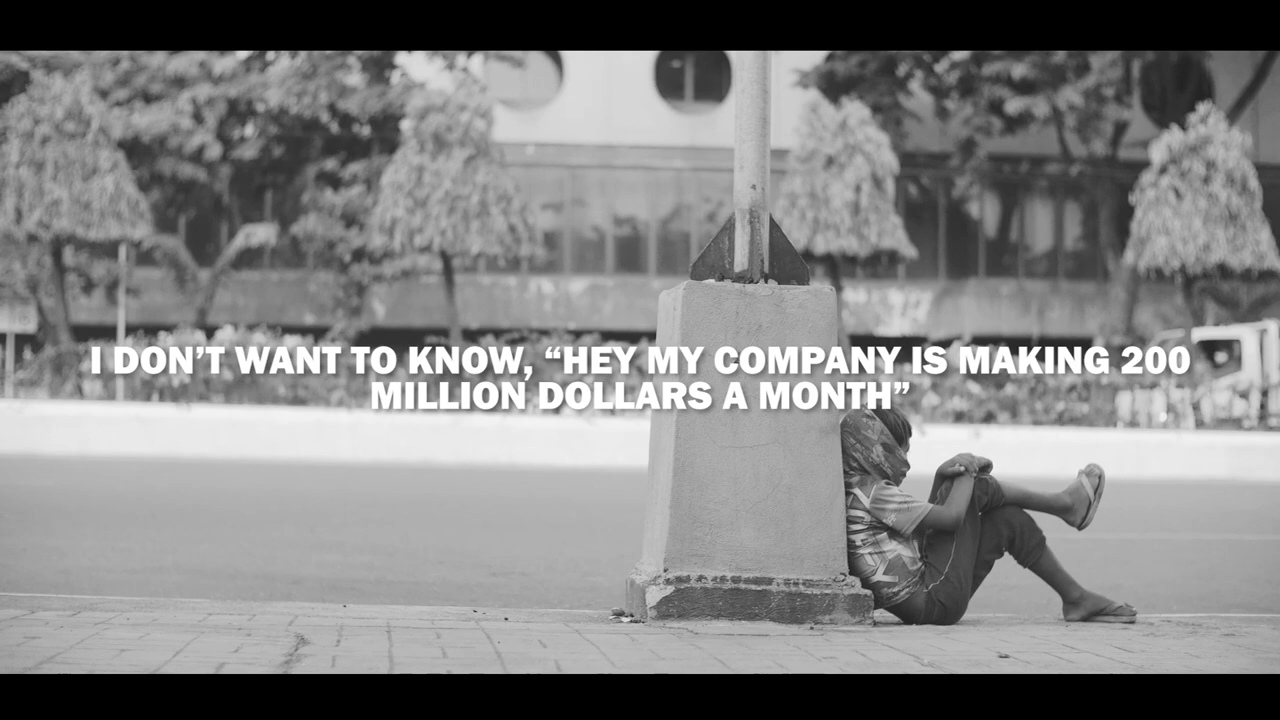 I DON’T WANT TO KNOW, “HEY MY COMPANY IS MAKING 200
MILLION DOLLARS A MONTH”